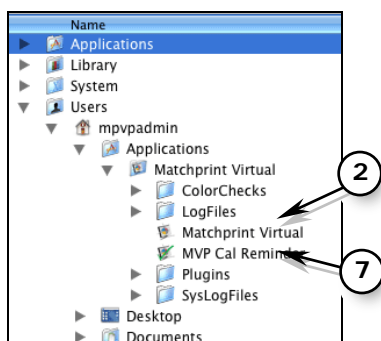 Name
Applications
Library
System
Users
mpvpadmin
Applications
Matchprint Virtual
2
ColorChecks
LogFiles
Matchprint Virtual
MVP Cal Reminder
7
Plugins
SysLogFiles
Desktop
Documents